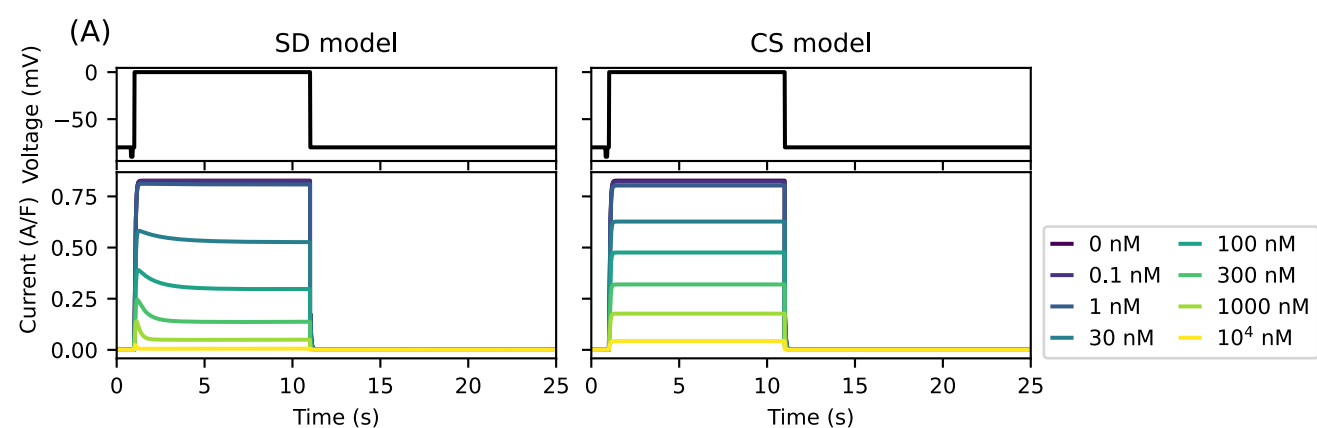 (A)
SD model
CS model
Voltage (mV)
0
−50
Current (A/F)
0.75
0.50
0.25
0.00
0 5 10 15 20 25
0 5 10 15 20 25
Time (s)
Time (s)
0 nM
0.1 nM
1 nM
30 nM
100 nM
300 nM
1000 nM
10⁴ nM